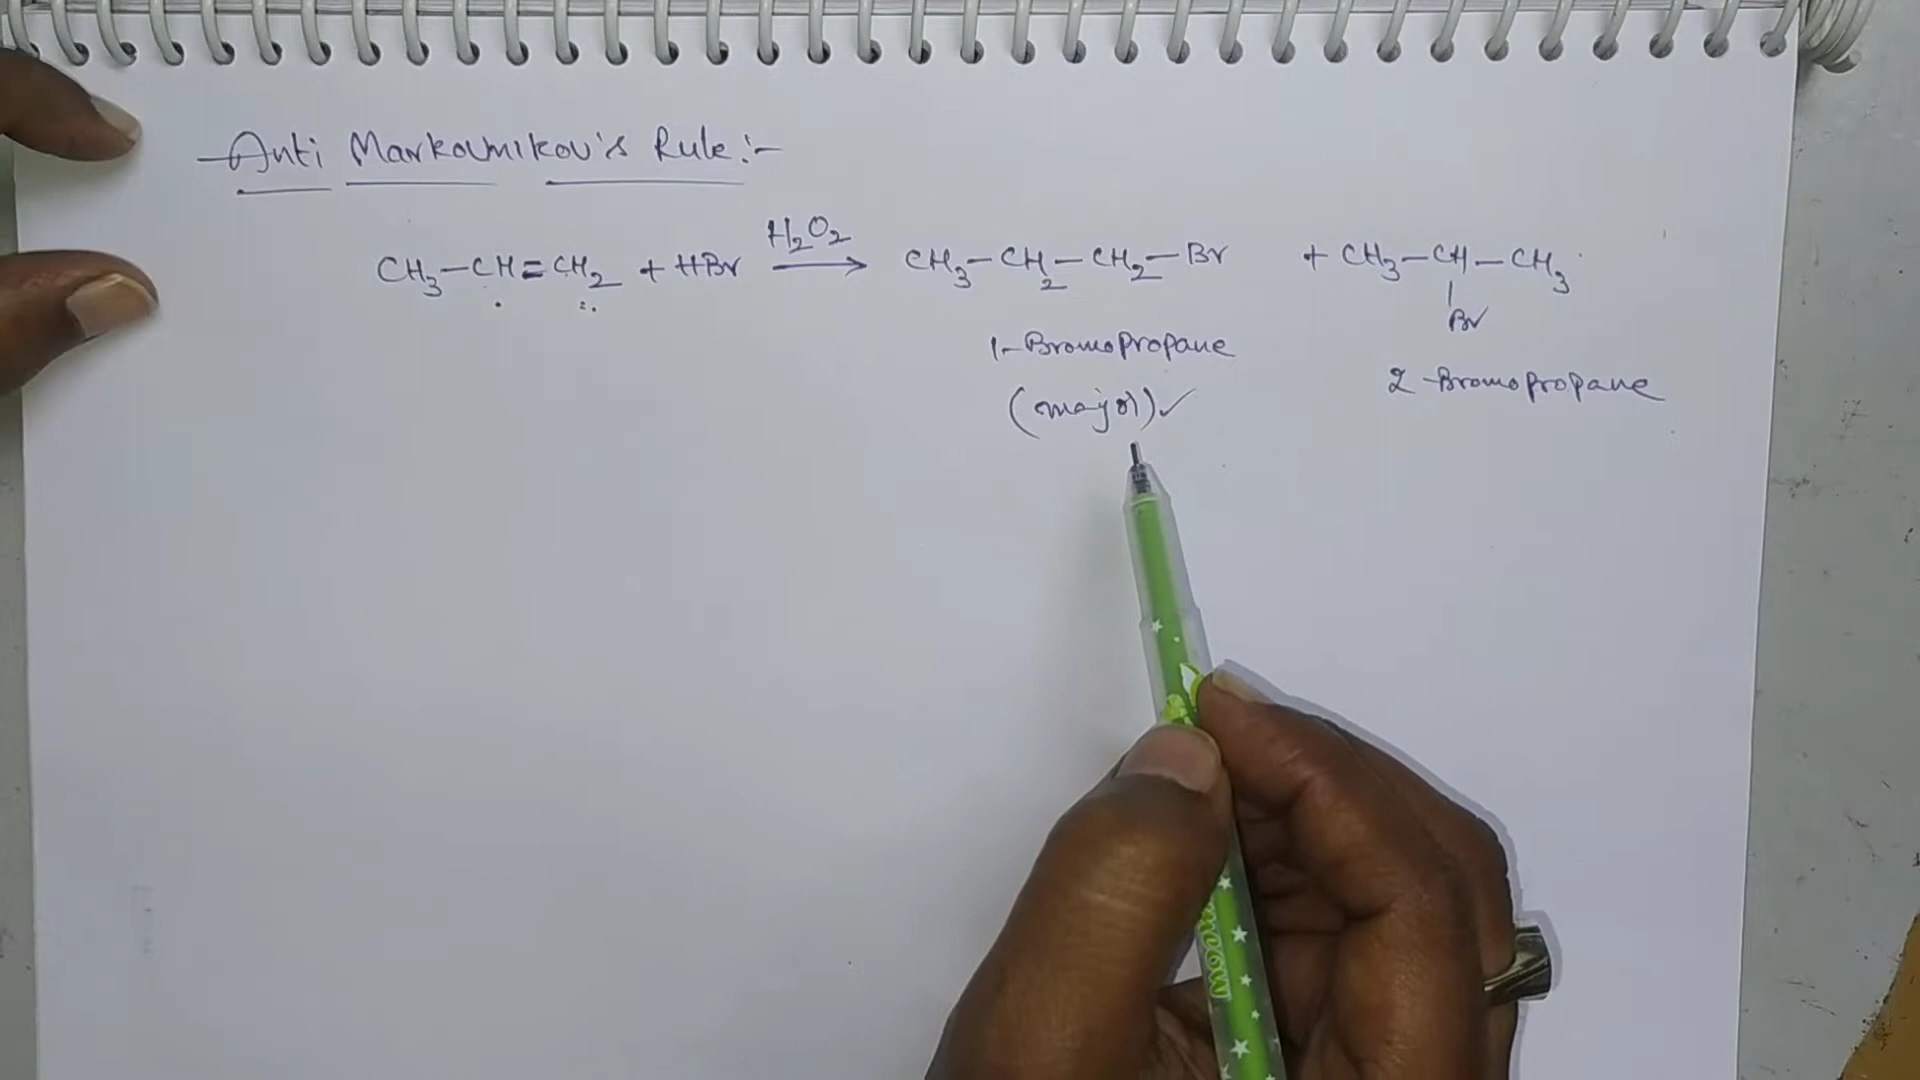 Anti Markovnikov's Rule:-
CH3-CH=CH2 + HBr —H2O2→ CH3-CH2-CH2-Br + CH3-CH-CH3
Br
1-Bromopropane
2-Bromopropane
(major)✓